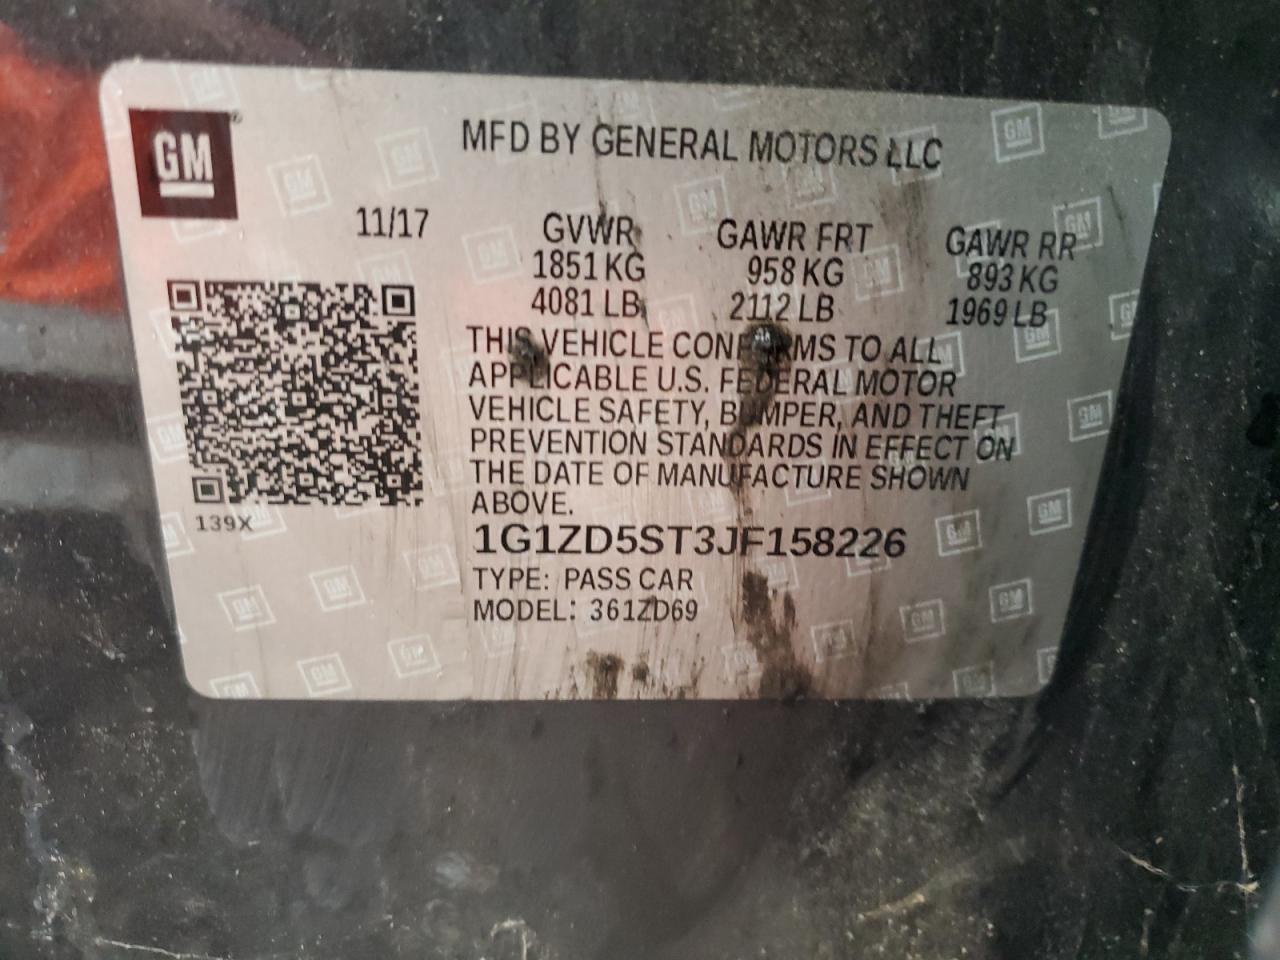 GM
MFD BY GENERAL MOTORS LLC
11/17
GVWR GAWR FRT GAWR RR
1851 KG 958 KG 893 KG
4081 LB 2112 LB 1969 LB
THIS VEHICLE CONFORMS TO ALL
APPLICABLE U.S. FEDERAL MOTOR
VEHICLE SAFETY, BUMPER, AND THEFT
PREVENTION STANDARDS IN EFFECT ON
THE DATE OF MANUFACTURE SHOWN
ABOVE.
139X
1G1ZD5ST3JF158226
TYPE: PASS CAR
MODEL: 361ZD69